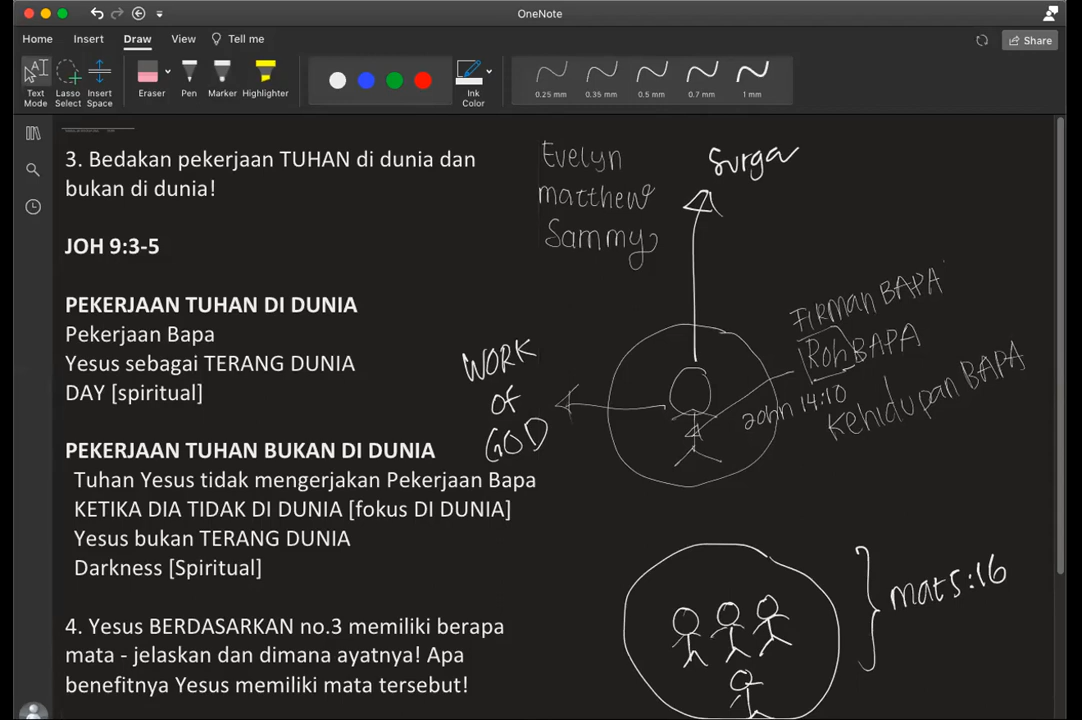 OneNote
Home Insert Draw View Tell me
Share
Text Mode
Lasso Select
Insert Space
Eraser
Pen
Marker
Highlighter
Ink Color
0.25 mm
0.35 mm
0.5 mm
0.7 mm
1 mm
3. Bedakan pekerjaan TUHAN di dunia dan
bukan di dunia!
JOH 9:3-5
PEKERJAAN TUHAN DI DUNIA
Pekerjaan Bapa
Yesus sebagai TERANG DUNIA
DAY [spiritual]
PEKERJAAN TUHAN BUKAN DI DUNIA
Tuhan Yesus tidak mengerjakan Pekerjaan Bapa
KETIKA DIA TIDAK DI DUNIA [fokus DI DUNIA]
Yesus bukan TERANG DUNIA
Darkness [Spiritual]
4. Yesus BERDASARKAN no.3 memiliki berapa
mata - jelaskan dan dimana ayatnya! Apa
benefitnya Yesus memiliki mata tersebut!
Evelyn
matthew
Sammy
surga
FIRMAN BAPA
Roh BAPA
Kehidupan BAPA
John 14:10
WORK
of
GOD
mat 5:16